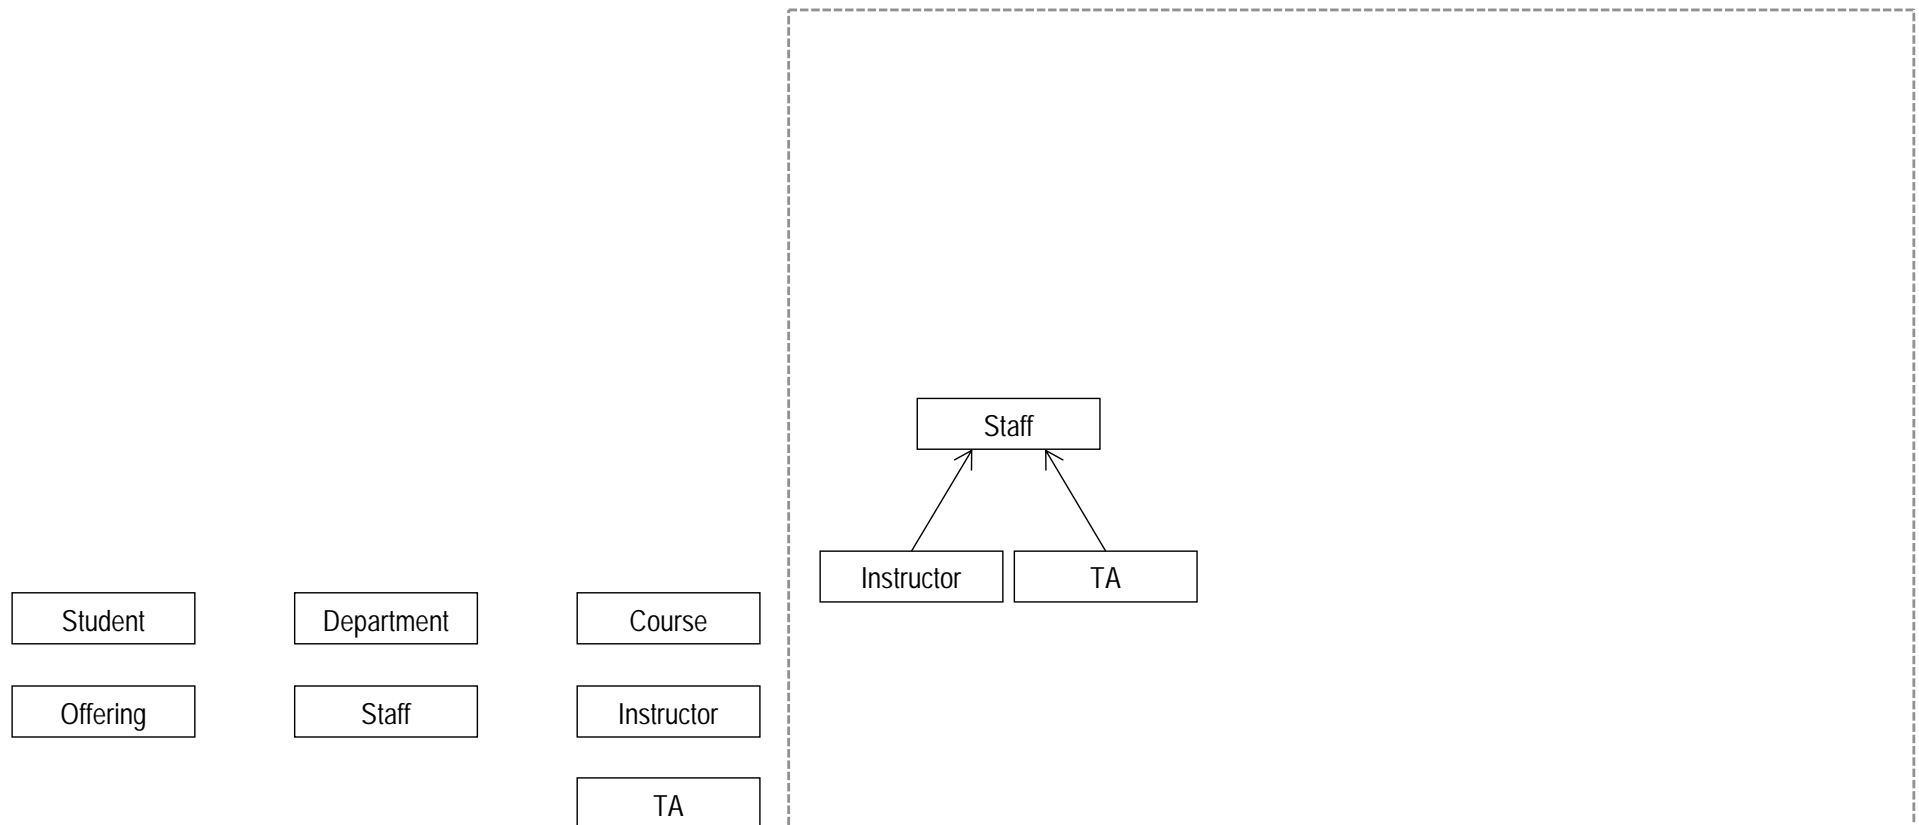 Staff
Instructor TA
Student Department Course
Offering Staff Instructor
TA